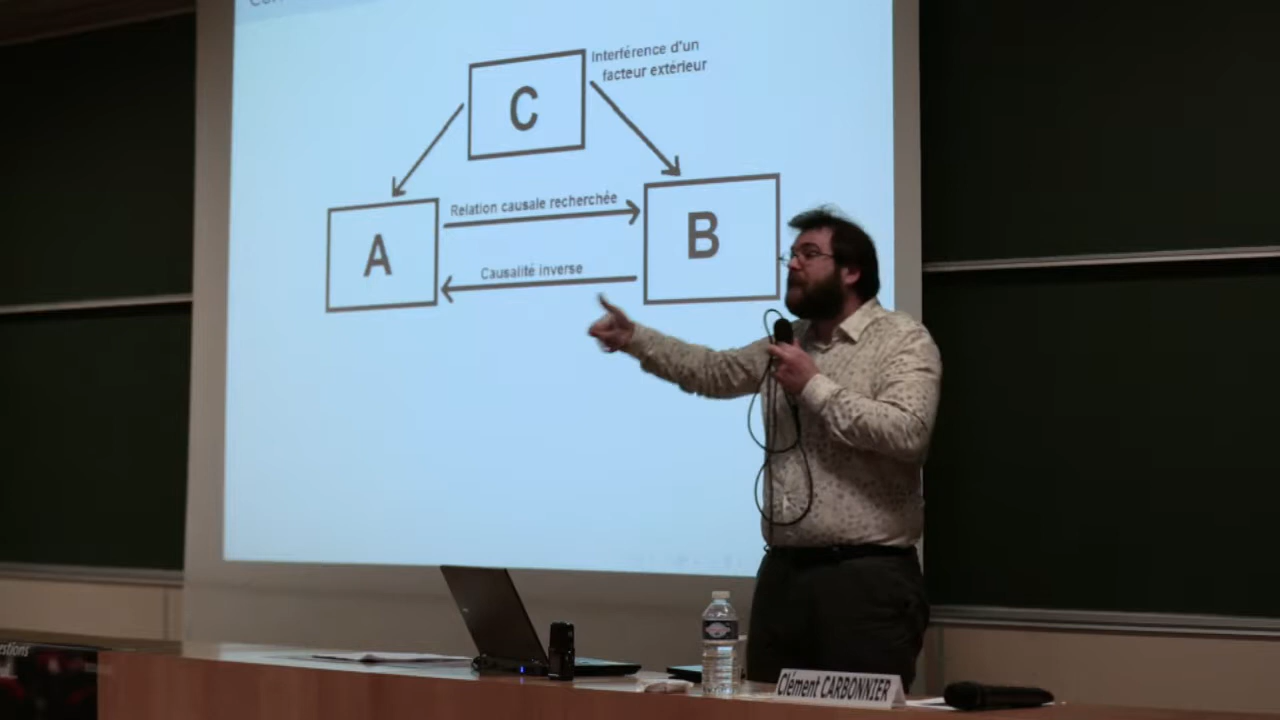 Interférence d'un
facteur extérieur
C
Relation causale recherchée
A
B
Causalité inverse
Clément CARBONNIER